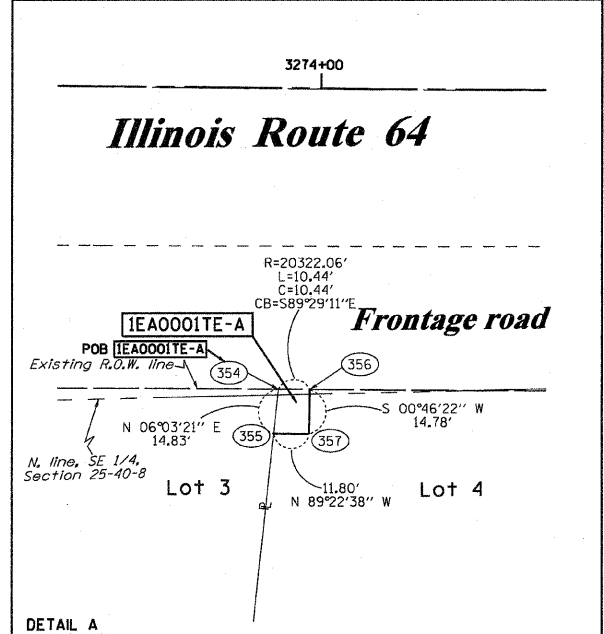 3274+00
Illinois Route 64
R=20322.06'
L=10.44'
C=10.44'
CB=S89°29'11"E
1EA0001TE-A
Frontage road
POB 1EA0001TE-A
Existing R.O.W. line
354
356
N 06°03'21" E
14.83'
S 00°46'22" W
14.78'
355
357
N. line, SE 1/4,
Section 25-40-8
Lot 3
11.80'
N 89°22'38" W
Lot 4
DETAIL A